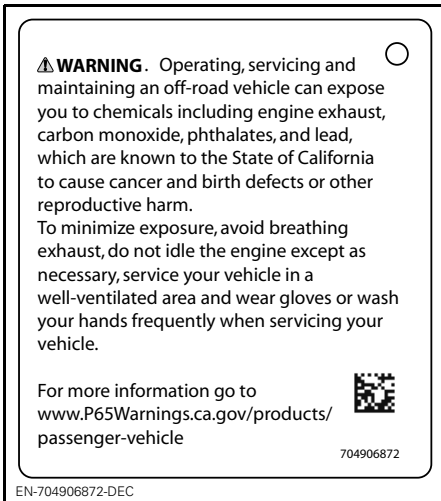 ⚠ WARNING. Operating, servicing and
maintaining an off-road vehicle can expose
you to chemicals including engine exhaust,
carbon monoxide, phthalates, and lead,
which are known to the State of California
to cause cancer and birth defects or other
reproductive harm.
To minimize exposure, avoid breathing
exhaust, do not idle the engine except as
necessary, service your vehicle in a
well-ventilated area and wear gloves or wash
your hands frequently when servicing your
vehicle.
For more information go to
www.P65Warnings.ca.gov/products/
passenger-vehicle
704906872
EN-704906872-DEC